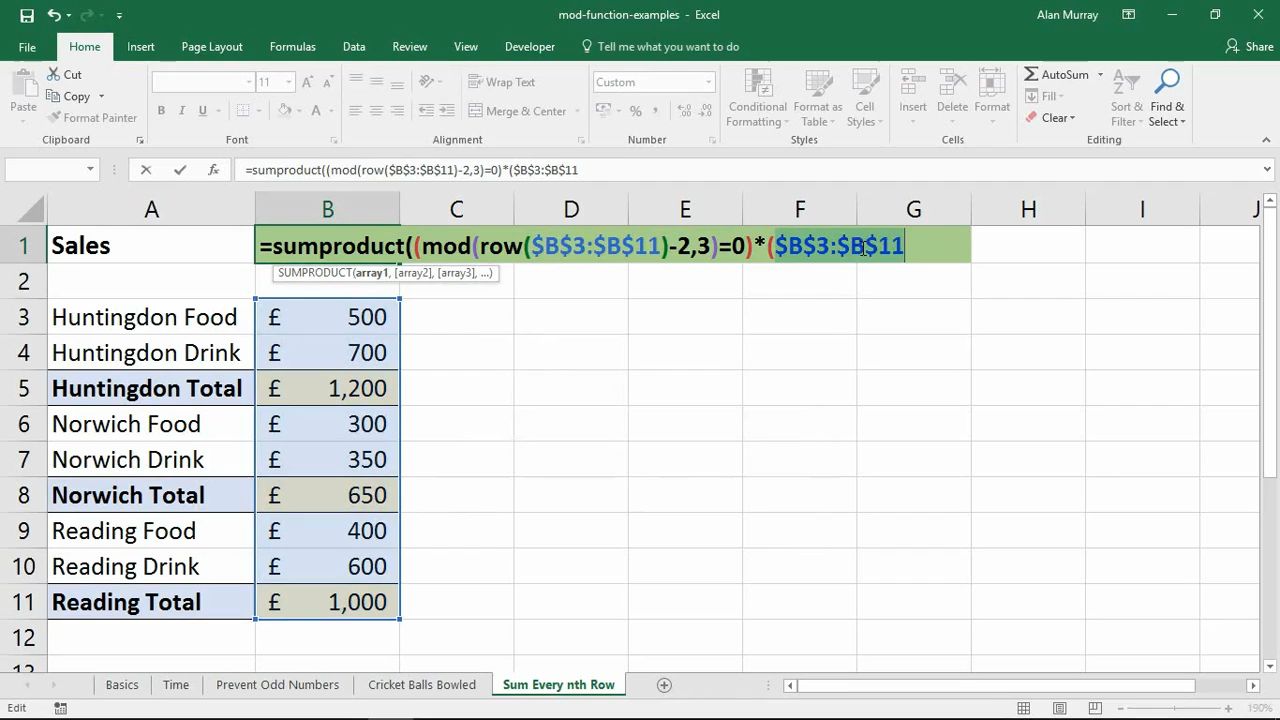 mod-function-examples - Excel
Alan Murray
File Home Insert Page Layout Formulas Data Review View Developer Tell me what you want to do Share
Paste
Cut
Copy
Format Painter
Clipboard
11
A A
B I U A
Font
Wrap Text
Merge & Center
Alignment
Custom
%
Number
Conditional Formatting
Format as Table
Cell Styles
Styles
Insert Delete Format
Cells
AutoSum
Fill
Clear
Sort & Filter
Find & Select
Editing
fx =sumproduct((mod(row($B$3:$B$11)-2,3)=0)*($B$3:$B$11
A B C D E F G H I J
1 Sales =sumproduct((mod(row($B$3:$B$11)-2,3)=0)*($B$3:$B$11
SUMPRODUCT(array1, [array2], [array3], ...)
2
3 Huntingdon Food £ 500
4 Huntingdon Drink £ 700
5 Huntingdon Total £ 1,200
6 Norwich Food £ 300
7 Norwich Drink £ 350
8 Norwich Total £ 650
9 Reading Food £ 400
10 Reading Drink £ 600
11 Reading Total £ 1,000
12
13
Basics Time Prevent Odd Numbers Cricket Balls Bowled Sum Every nth Row
Edit
190%